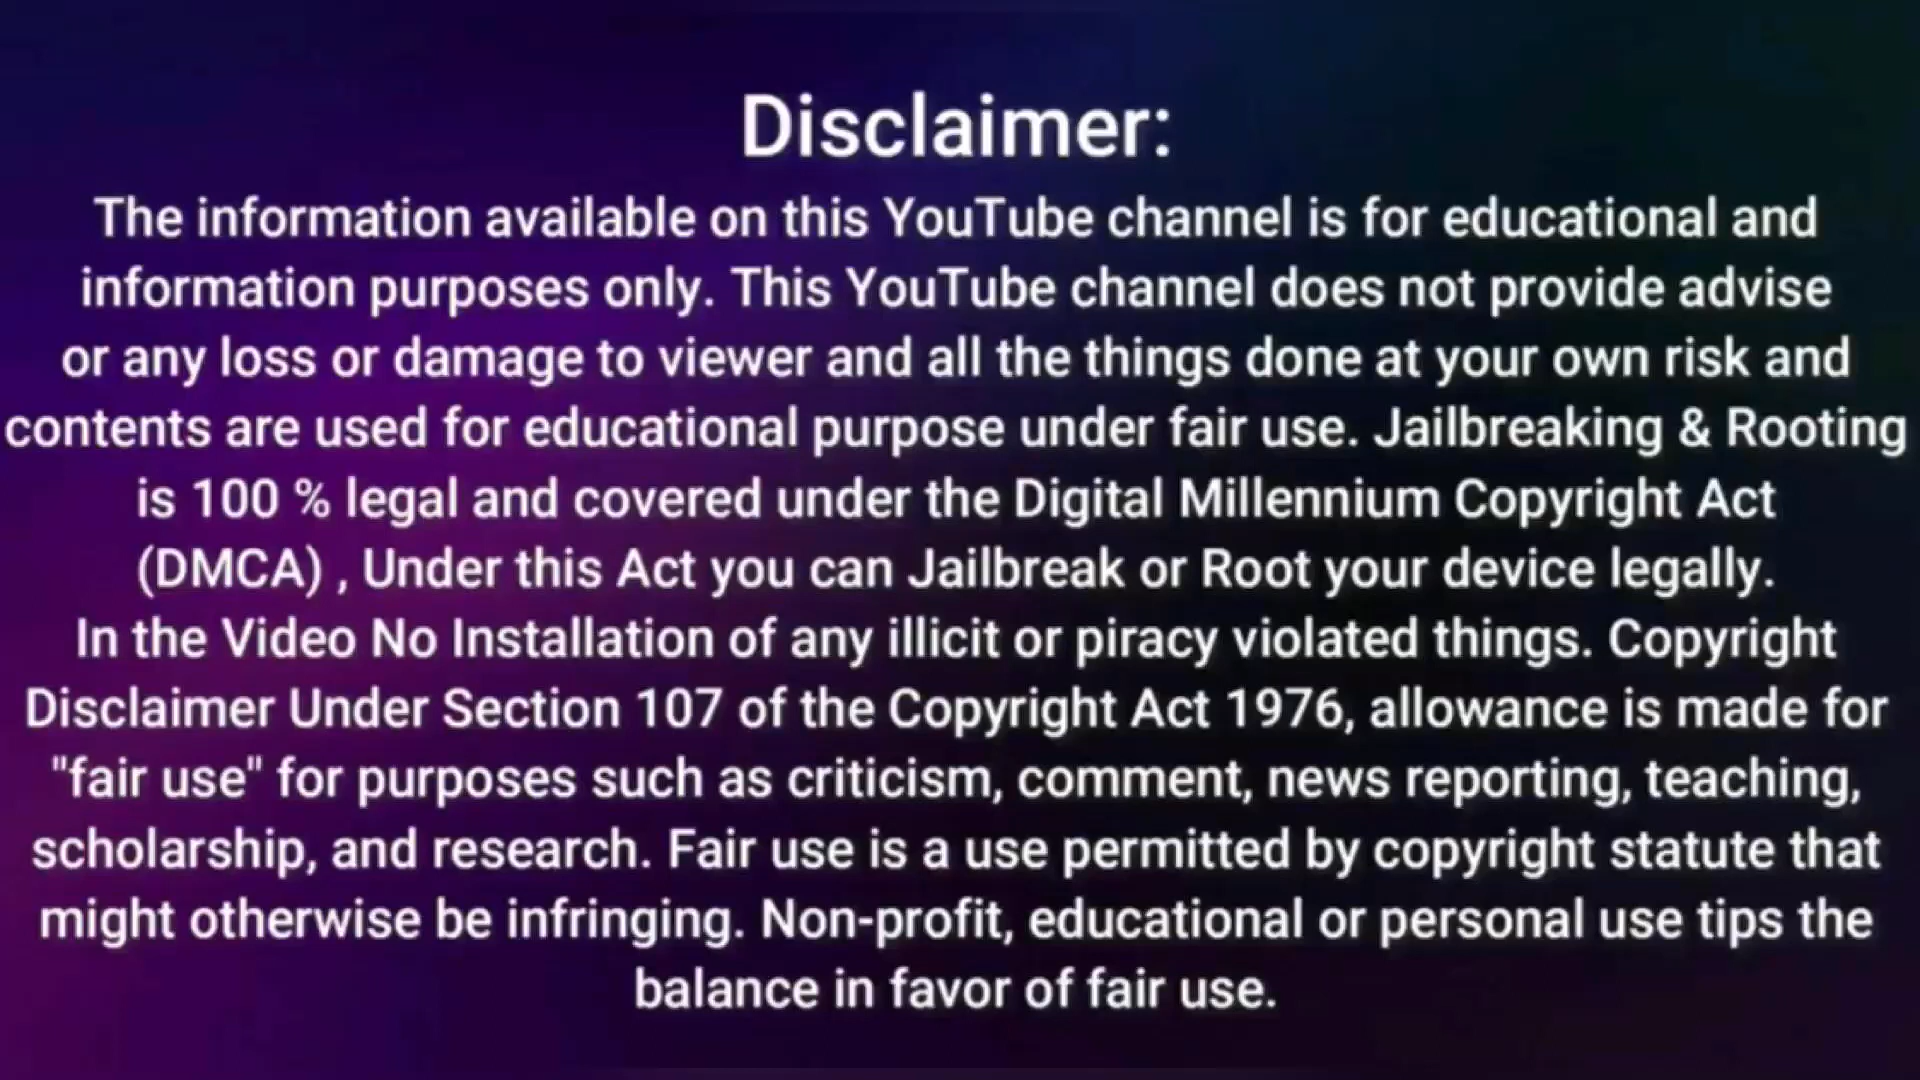 Disclaimer:
The information available on this YouTube channel is for educational and
information purposes only. This YouTube channel does not provide advise
or any loss or damage to viewer and all the things done at your own risk and
contents are used for educational purpose under fair use. Jailbreaking & Rooting
is 100 % legal and covered under the Digital Millennium Copyright Act
(DMCA) , Under this Act you can Jailbreak or Root your device legally.
In the Video No Installation of any illicit or piracy violated things. Copyright
Disclaimer Under Section 107 of the Copyright Act 1976, allowance is made for
"fair use" for purposes such as criticism, comment, news reporting, teaching,
scholarship, and research. Fair use is a use permitted by copyright statute that
might otherwise be infringing. Non-profit, educational or personal use tips the
balance in favor of fair use.